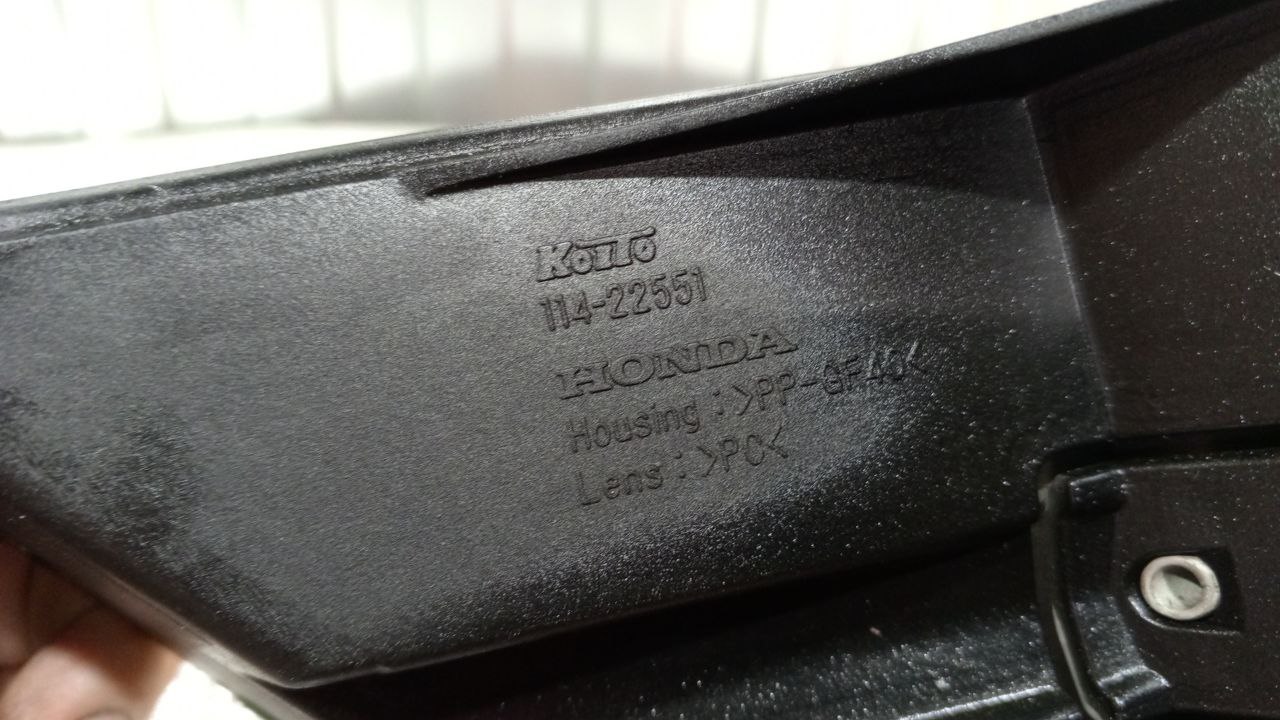 KOITO
114-22551
HONDA
Housing : >PP-GF40<
Lens : >PC<